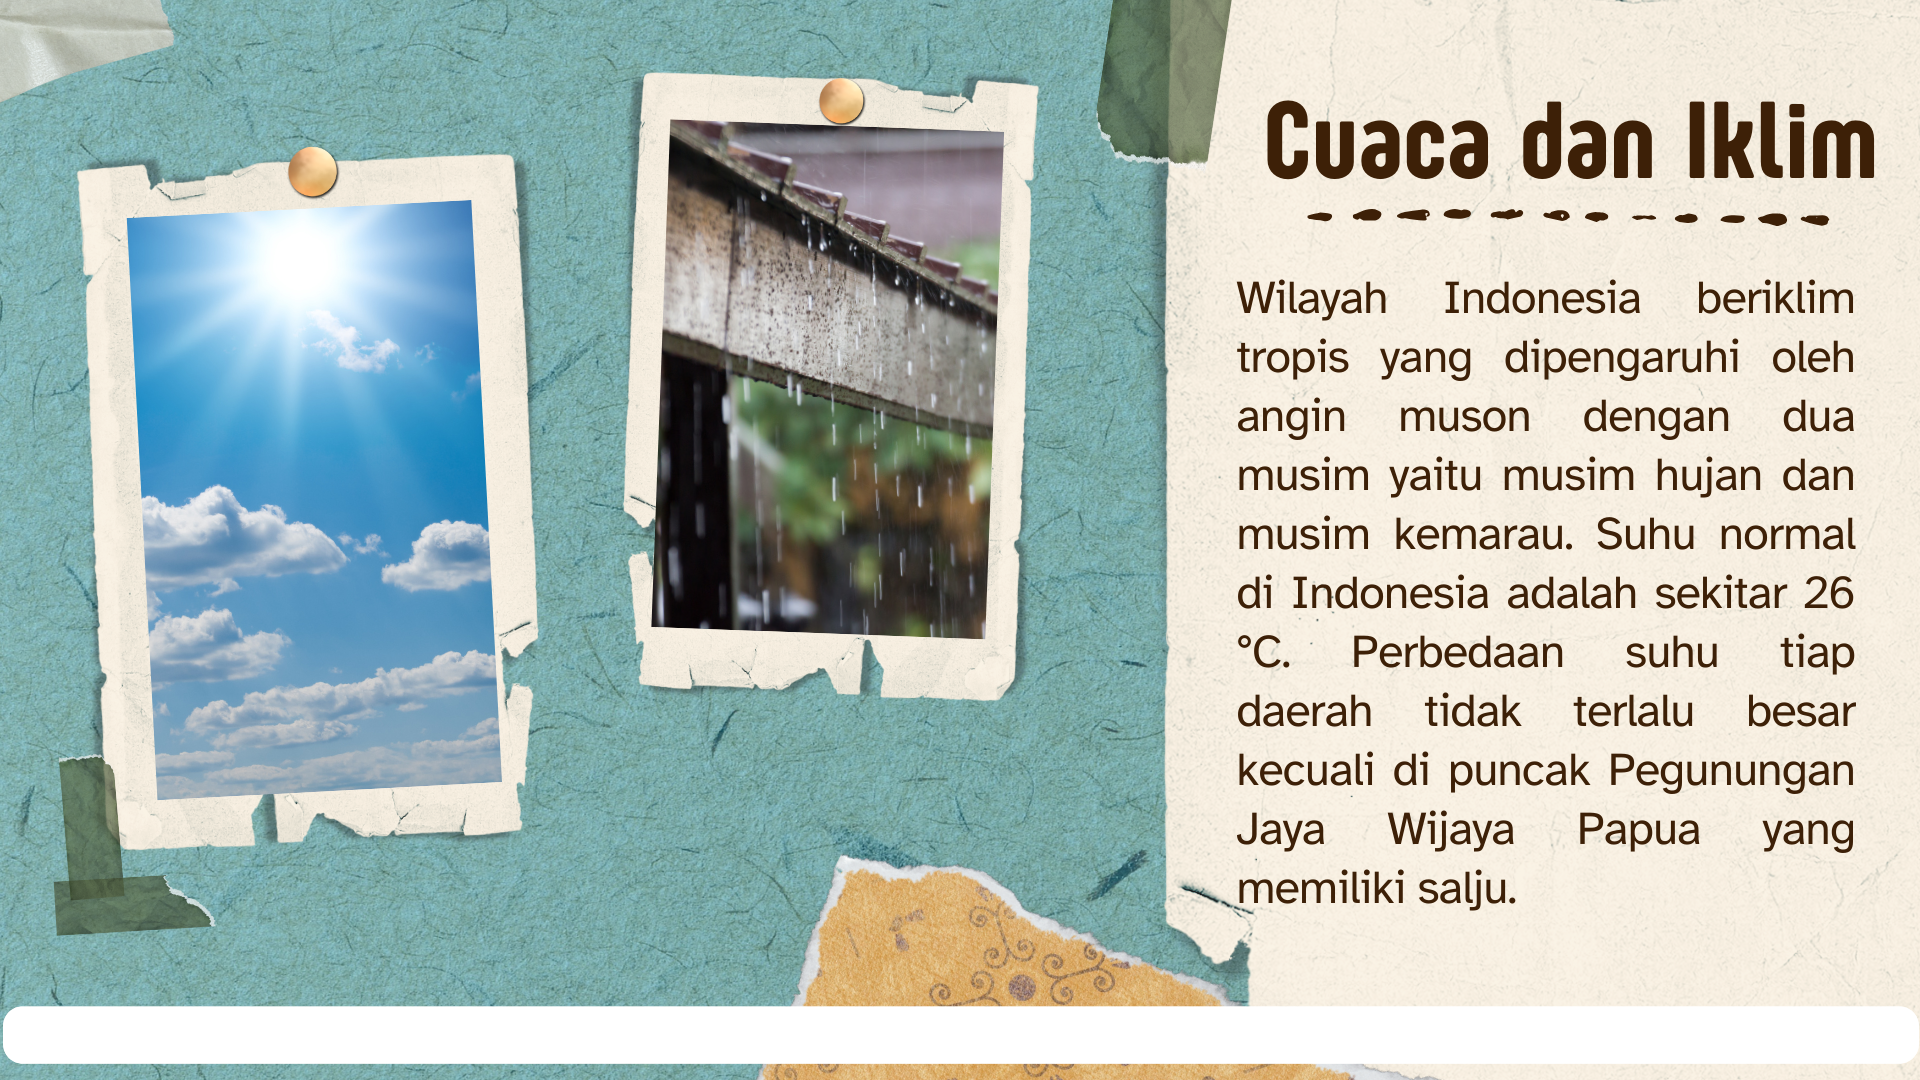 Cuaca dan Iklim
Wilayah Indonesia beriklim
tropis yang dipengaruhi oleh
angin muson dengan dua
musim yaitu musim hujan dan
musim kemarau. Suhu normal
di Indonesia adalah sekitar 26
°C. Perbedaan suhu tiap
daerah tidak terlalu besar
kecuali di puncak Pegunungan
Jaya Wijaya Papua yang
memiliki salju.